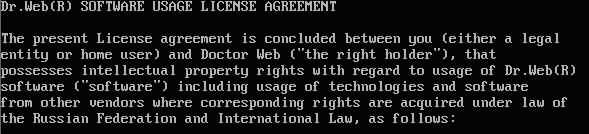 Dr.Web(R) SOFTWARE USAGE LICENSE AGREEMENT
The present License agreement is concluded between you (either a legal
entity or home user) and Doctor Web ("the right holder"), that
possesses intellectual property rights with regard to usage of Dr.Web(R)
software ("software") including usage of technologies and software
from other vendors where corresponding rights are acquired under law of
the Russian Federation and International Law, as follows: